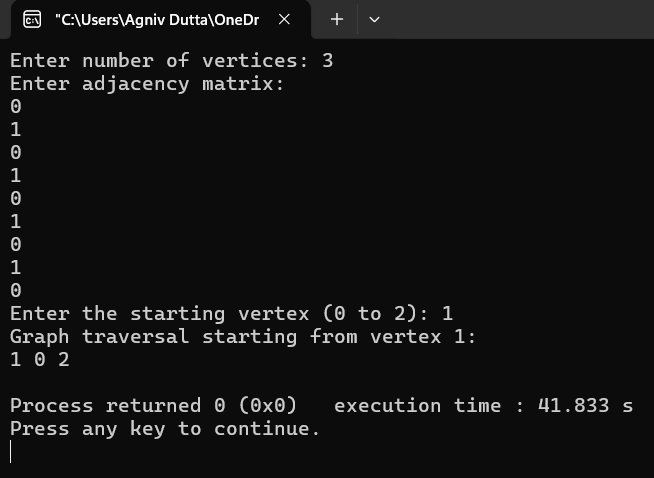 "C:\Users\Agniv Dutta\OneDr
Enter number of vertices: 3
Enter adjacency matrix:
0
1
0
1
0
1
0
1
0
Enter the starting vertex (0 to 2): 1
Graph traversal starting from vertex 1:
1 0 2
Process returned 0 (0x0)   execution time : 41.833 s
Press any key to continue.